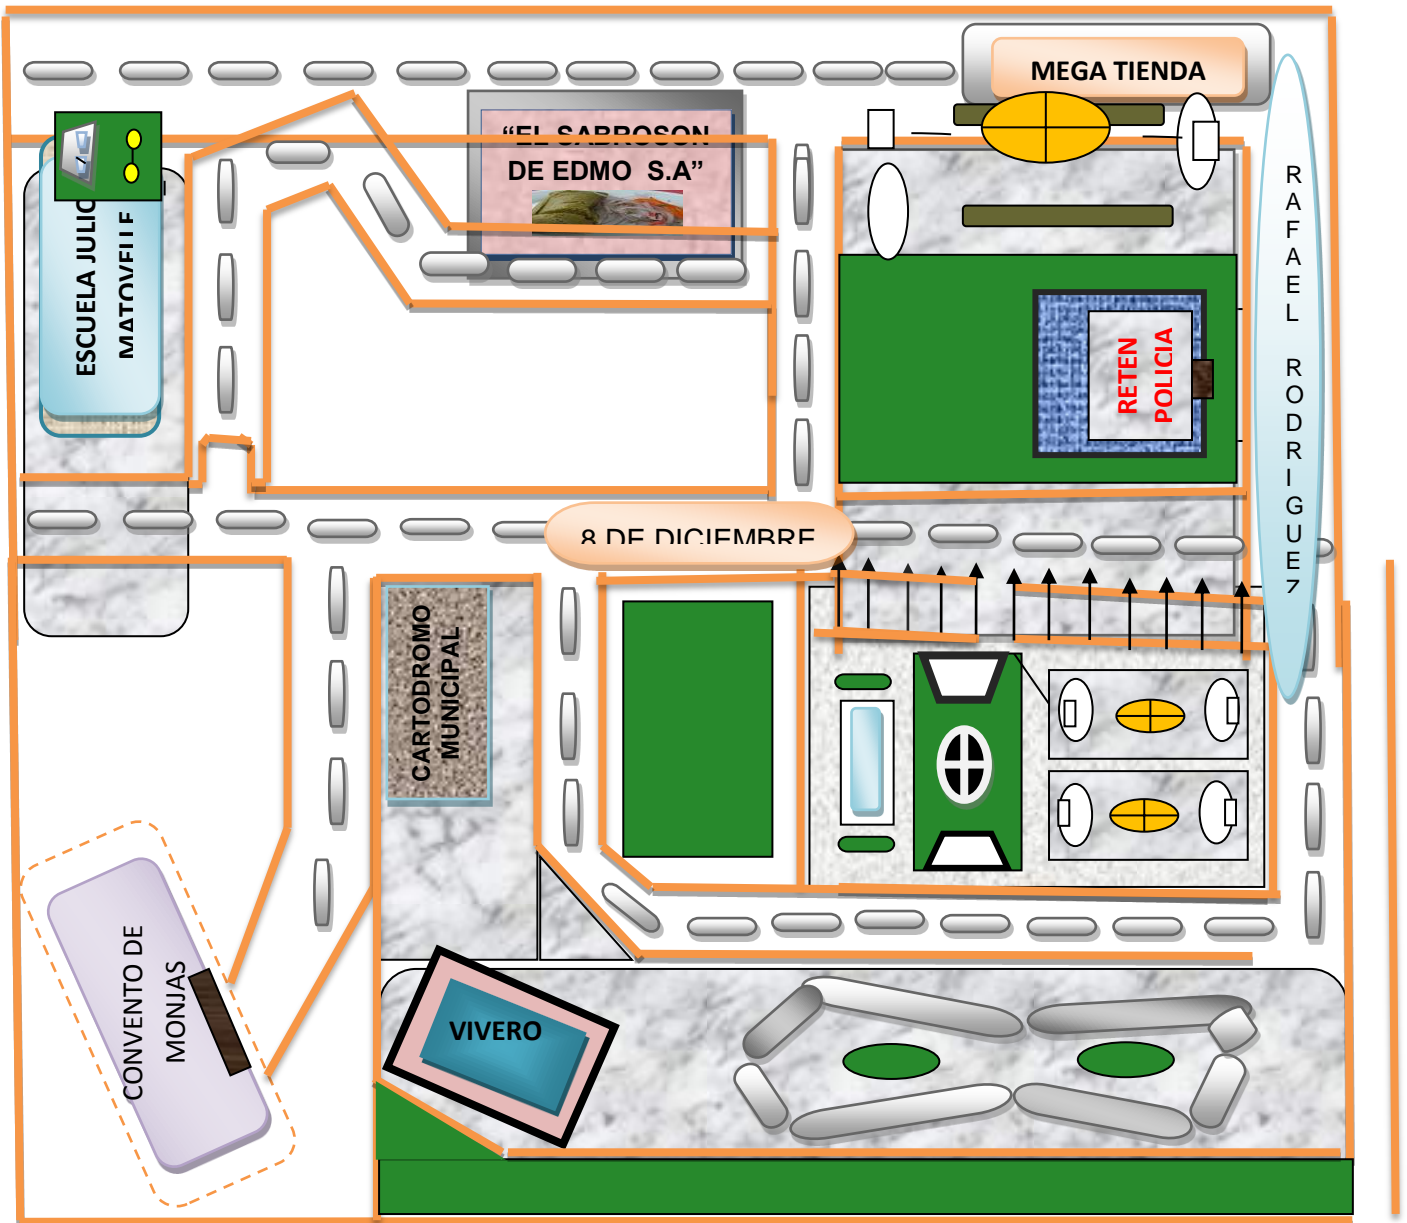 MEGA TIENDA
“EL SABROSON
DE EDMO S.A”
ESCUELA JULIO
MATOVELLE
RETEN
POLICIA
RAFAEL RODRIGUEZ
8 DE DICIEMBRE
CARTODROMO
MUNICIPAL
CONVENTO DE
MONJAS
VIVERO